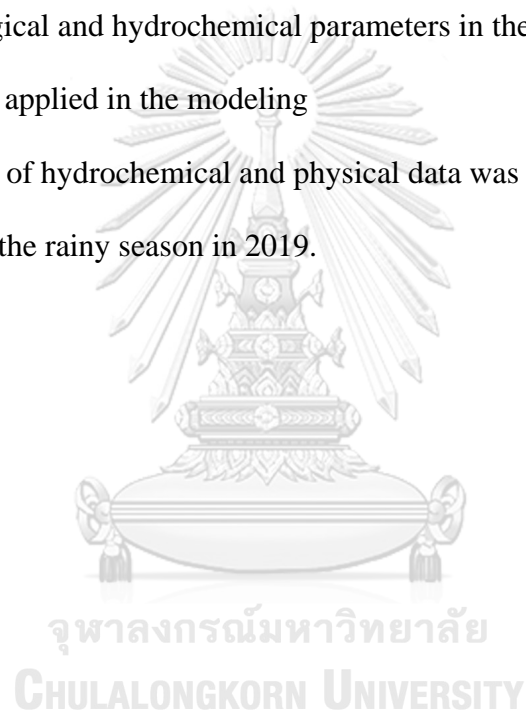 gical and hydrochemical parameters in the
applied in the modeling
of hydrochemical and physical data was
the rainy season in 2019.
จุฬาลงกรณ์มหาวิทยาลัย
CHULALONGKORN UNIVERSITY